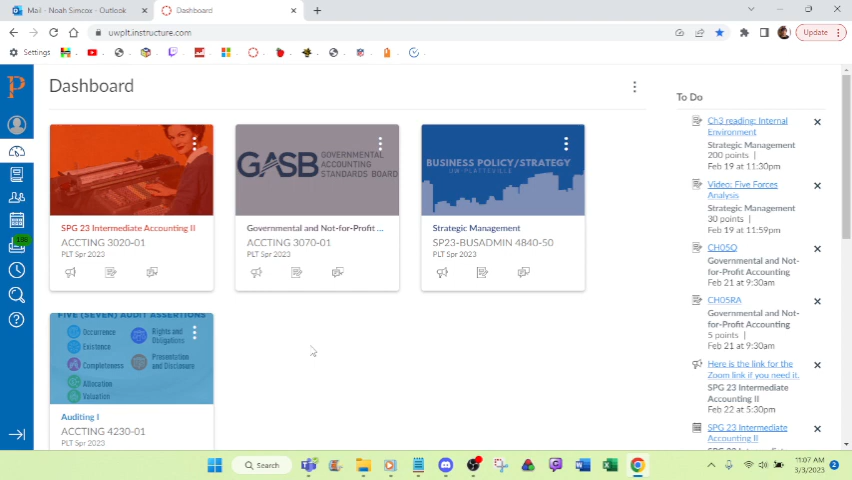 Mail - Noah Simcox - Outlook
Dashboard
uwplt.instructure.com
Update
Settings
Dashboard
To Do
GASB GOVERNMENTAL
ACCOUNTING
STANDARDS BOARD
BUSINESS POLICY/STRATEGY
UW-PLATTEVILLE
SPG 23 Intermediate Accounting II
ACCTING 3020-01
PLT Spr 2023
Governmental and Not-for-Profit ...
ACCTING 3070-01
PLT Spr 2023
Strategic Management
SP23-BUSADMIN 4840-50
PLT Spr 2023
FIVE (SEVEN) AUDIT ASSERTIONS
Occurrence
Existence
Completeness
Allocation
Valuation
Rights and
Obligations
Presentation
and Disclosure
Auditing I
ACCTING 4230-01
PLT Spr 2023
Ch3 reading: Internal
Environment
Strategic Management
200 points |
Feb 19 at 11:30pm
Video: Five Forces
Analysis
Strategic Management
30 points |
Feb 19 at 11:59pm
CH05Q
Governmental and Not-
for-Profit Accounting
Feb 21 at 9:30am
CH05RA
Governmental and Not-
for-Profit Accounting
5 points |
Feb 21 at 9:30am
Here is the link for the
Zoom link if you need it.
SPG 23 Intermediate
Accounting II
Feb 22 at 5:30pm
SPG 23 Intermediate
Accounting II
Search
11:07 AM
3/3/2023
2